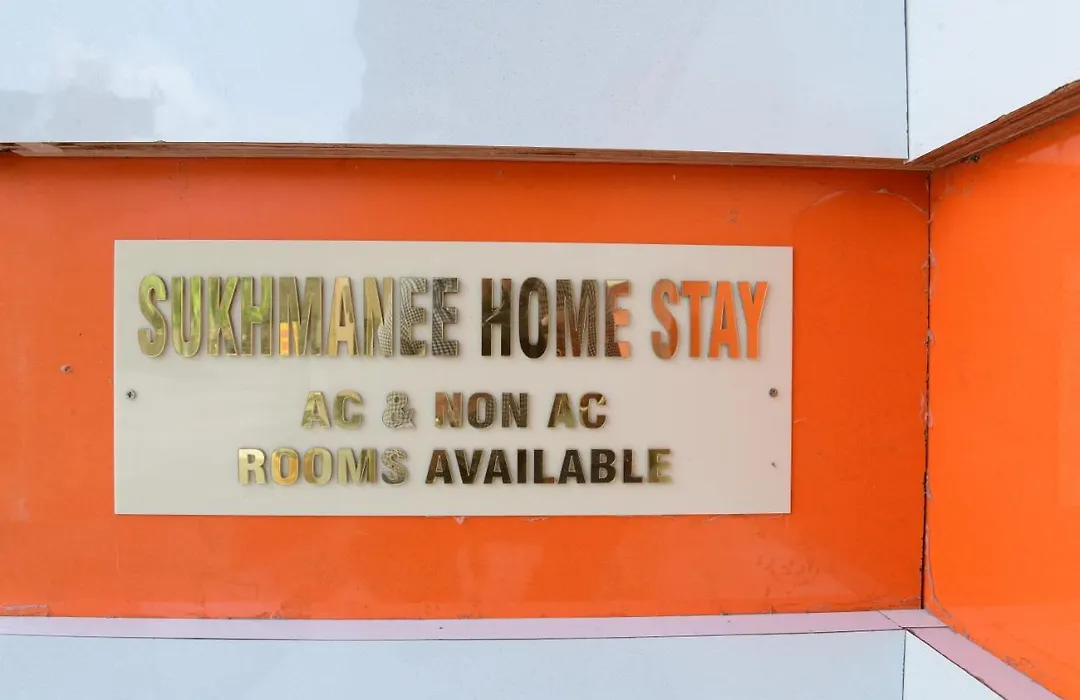 SUKHMANEE HOME STAY
AC & NON AC
ROOMS AVAILABLE